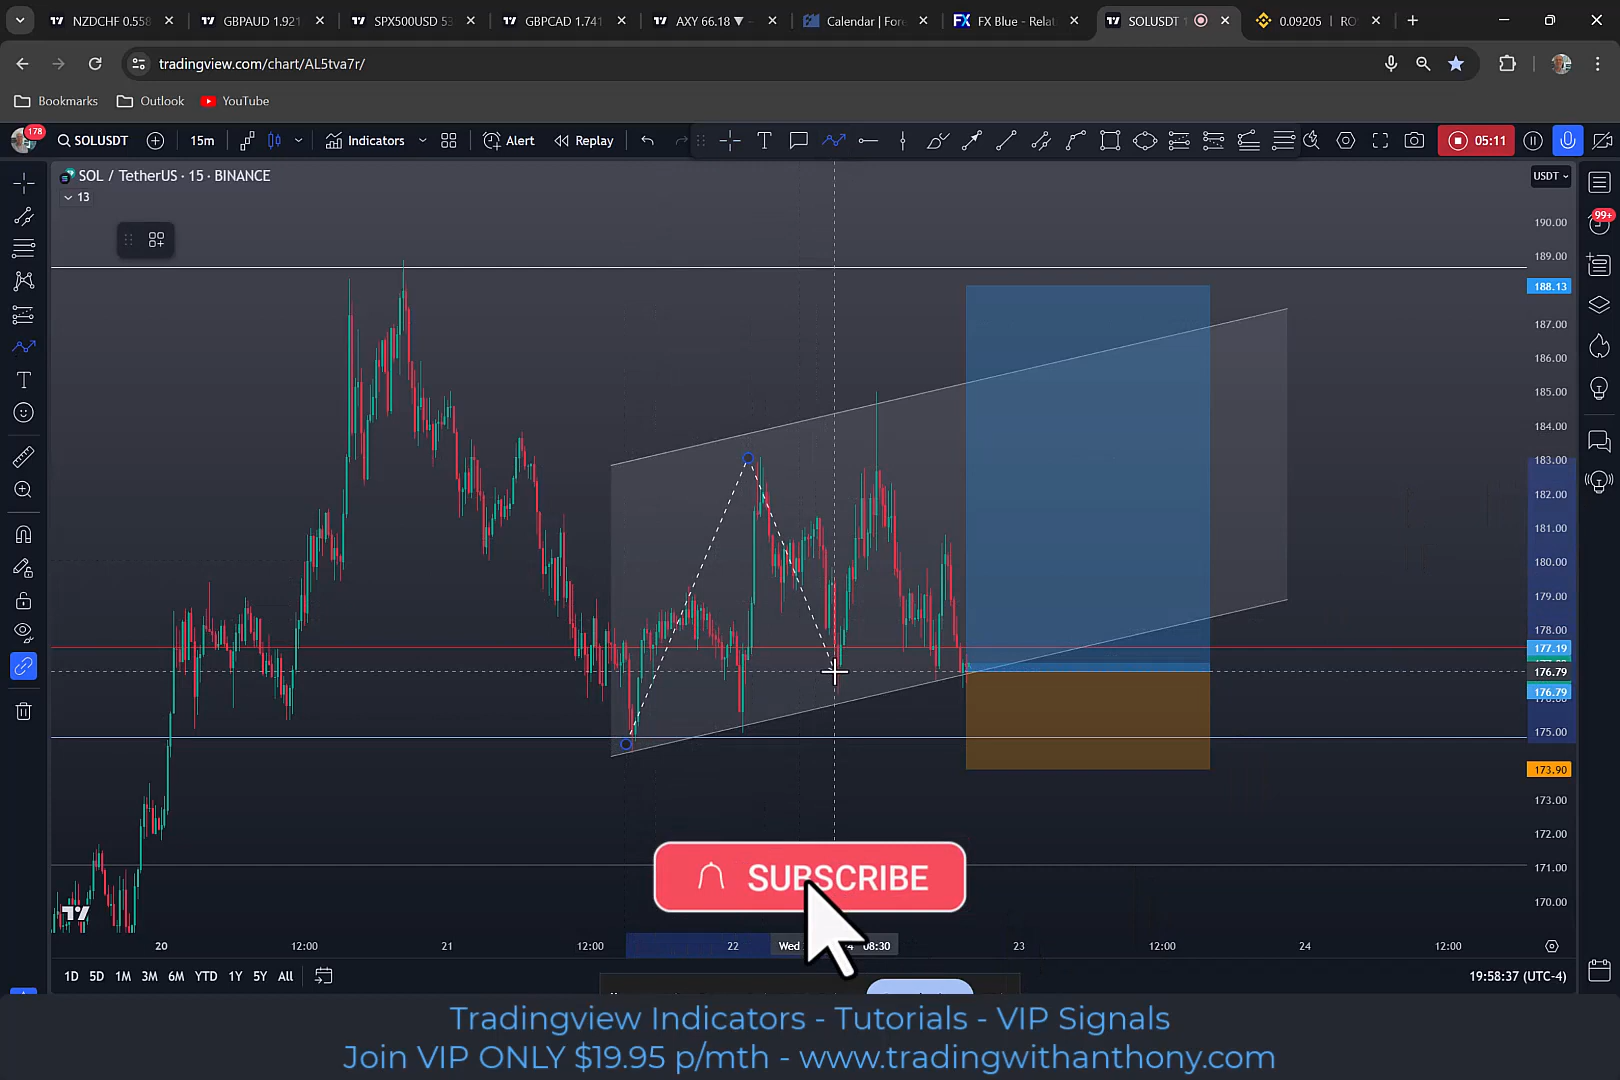 NZDCHF 0.558
GBPAUD 1.921
SPX500USD 53
GBPCAD 1.741
AXY 66.18 ▼
Calendar | Fore
FX Blue - Relat
SOLUSDT 1
0.09205 | RO
tradingview.com/chart/AL5tva7r/
Bookmarks
Outlook
YouTube
178
SOLUSDT
15m
Indicators
Alert
Replay
05:11
SOL / TetherUS · 15 · BINANCE
13
USDT
99+
190.00
189.00
188.13
187.00
186.00
185.00
184.00
183.00
182.00
181.00
180.00
179.00
178.00
177.19
176.79
176.79
175.00
173.90
173.00
172.00
171.00
170.00
SUBSCRIBE
20
12:00
21
12:00
22
Wed
08:30
23
12:00
24
12:00
1D 5D 1M 3M 6M YTD 1Y 5Y All
19:58:37 (UTC-4)
Tradingview Indicators - Tutorials - VIP Signals
Join VIP ONLY $19.95 p/mth - www.tradingwithanthony.com